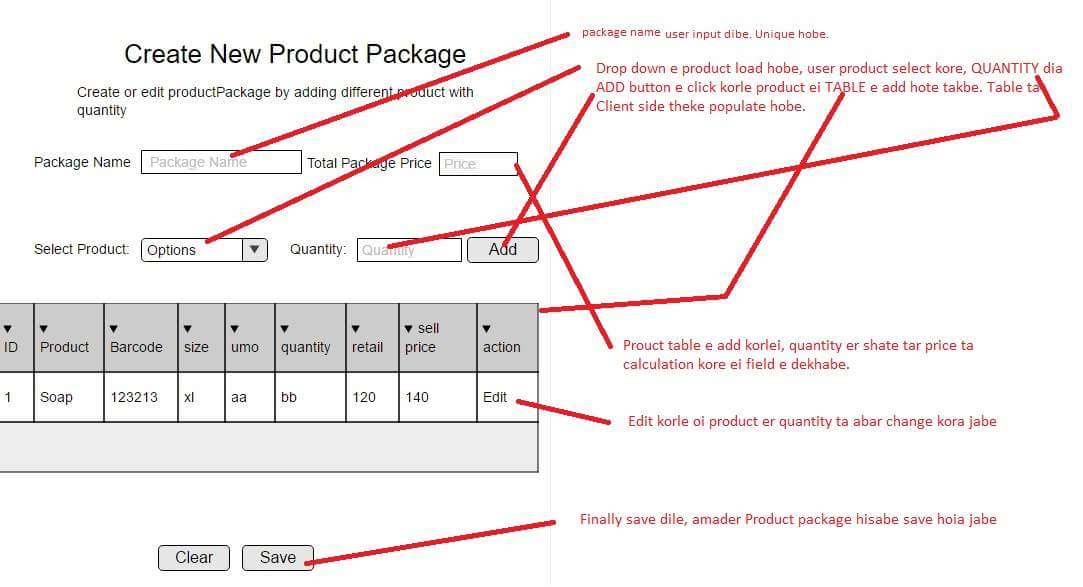 package name user input dibe. Unique hobe.
Create New Product Package
Drop down e product load hobe, user product select kore, QUANTITY dia
ADD button e click korle product ei TABLE e add hote takbe. Table ta
Client side theke populate hobe.
Create or edit productPackage by adding different product with
quantity
Package Name Package Name Total Package Price Price
Select Product: Options ▼ Quantity: Quantity Add
▼ ▼ ▼ ▼ ▼ ▼ ▼ ▼ sell ▼
ID Product Barcode size umo quantity retail price action
1 Soap 123213 xl aa bb 120 140 Edit
Prouct table e add korlei, quantity er shate tar price ta
calculation kore ei field e dekhabe.
Edit korle oi product er quantity ta abar change kora jabe
Finally save dile, amader Product package hisabe save hoia jabe
Clear Save